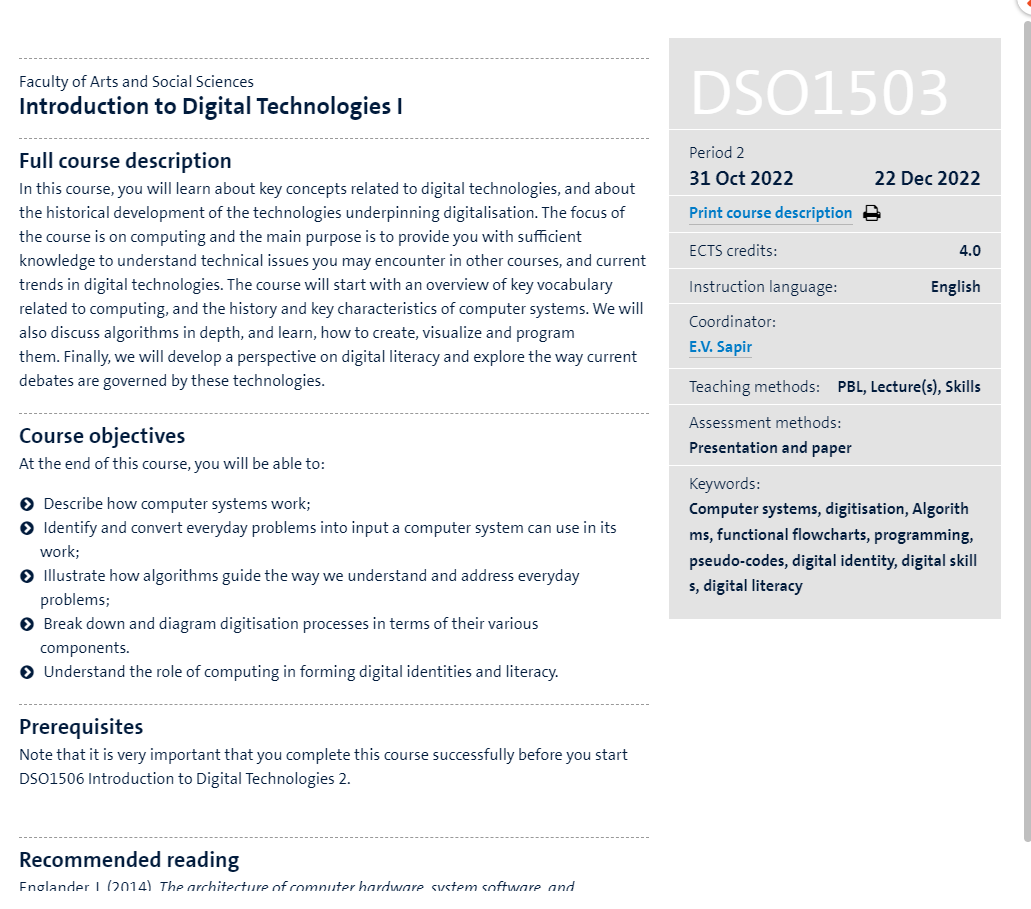 Faculty of Arts and Social Sciences
Introduction to Digital Technologies I
Full course description
In this course, you will learn about key concepts related to digital technologies, and about
the historical development of the technologies underpinning digitalisation. The focus of
the course is on computing and the main purpose is to provide you with sufficient
knowledge to understand technical issues you may encounter in other courses, and current
trends in digital technologies. The course will start with an overview of key vocabulary
related to computing, and the history and key characteristics of computer systems. We will
also discuss algorithms in depth, and learn, how to create, visualize and program
them. Finally, we will develop a perspective on digital literacy and explore the way current
debates are governed by these technologies.
Course objectives
At the end of this course, you will be able to:
Describe how computer systems work;
Identify and convert everyday problems into input a computer system can use in its
work;
Illustrate how algorithms guide the way we understand and address everyday
problems;
Break down and diagram digitisation processes in terms of their various
components.
Understand the role of computing in forming digital identities and literacy.
Prerequisites
Note that it is very important that you complete this course successfully before you start
DSO1506 Introduction to Digital Technologies 2.
Recommended reading
Englander, I. (2014). The architecture of computer hardware, system software, and
DSO1503
Period 2
31 Oct 2022 22 Dec 2022
Print course description
ECTS credits: 4.0
Instruction language: English
Coordinator:
E.V. Sapir
Teaching methods: PBL, Lecture(s), Skills
Assessment methods:
Presentation and paper
Keywords:
Computer systems, digitisation, Algorith
ms, functional flowcharts, programming,
pseudo-codes, digital identity, digital skill
s, digital literacy